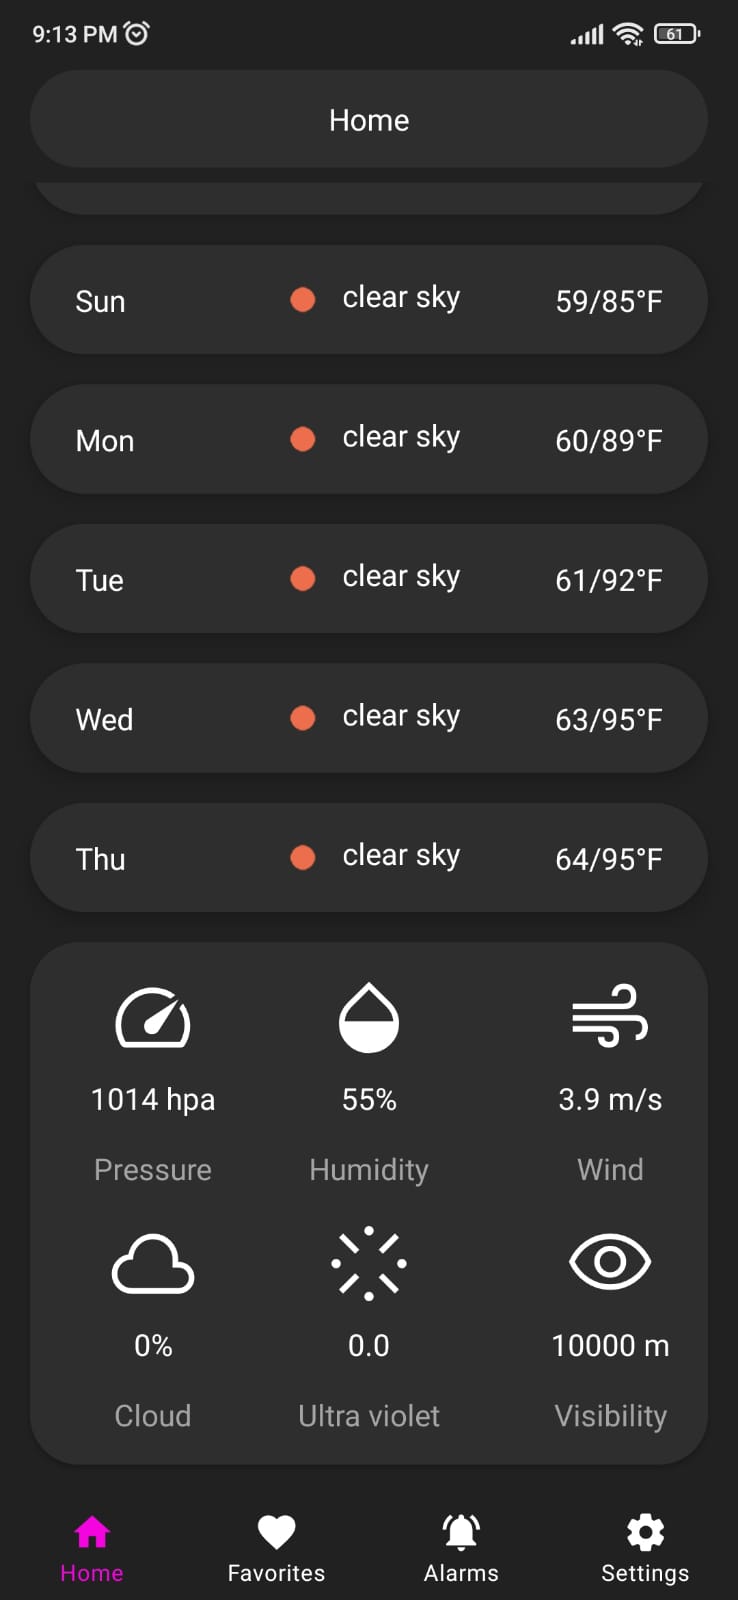 9:13 PM 61
Home
Sun clear sky 59/85°F
Mon clear sky 60/89°F
Tue clear sky 61/92°F
Wed clear sky 63/95°F
Thu clear sky 64/95°F
1014 hpa 55% 3.9 m/s
Pressure Humidity Wind
0% 0.0 10000 m
Cloud Ultra violet Visibility
Home Favorites Alarms Settings